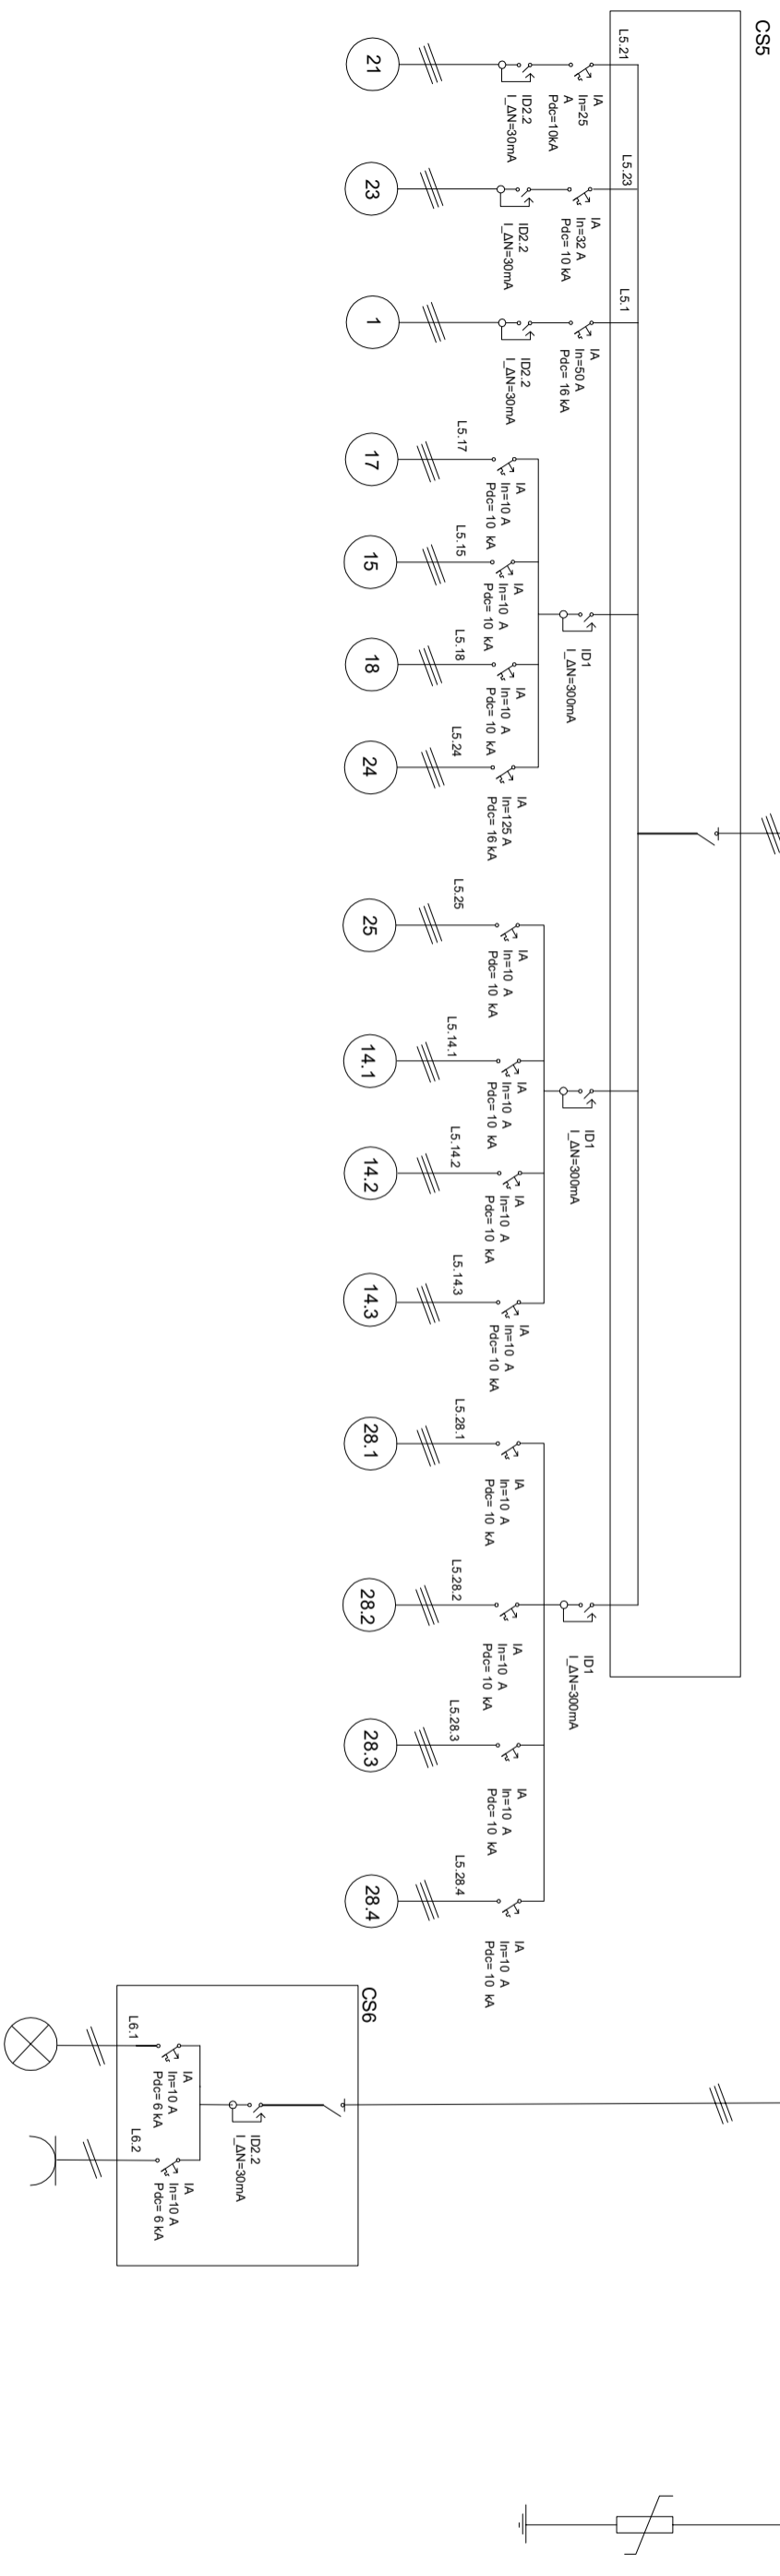 CS5
L5.21
IA
In=25
A
Pdc=10kA
ID2.2
I_ΔN=30mA
21
L5.23
IA
In=32 A
Pdc= 10 kA
ID2.2
I_ΔN=30mA
23
L5.1
IA
In=50 A
Pdc= 16 kA
ID2.2
I_ΔN=30mA
1
ID1
I_ΔN=300mA
L5.17
IA
In=10 A
Pdc= 10 kA
17
L5.15
IA
In=10 A
Pdc= 10 kA
15
L5.18
IA
In=10 A
Pdc= 10 kA
18
L5.24
IA
In=125 A
Pdc= 16 kA
24
ID1
I_ΔN=300mA
L5.25
IA
In=10 A
Pdc= 10 kA
25
L5.14.1
IA
In=10 A
Pdc= 10 kA
14.1
L5.14.2
IA
In=10 A
Pdc= 10 kA
14.2
L5.14.3
IA
In=10 A
Pdc= 10 kA
14.3
ID1
I_ΔN=300mA
L5.28.1
IA
In=10 A
Pdc= 10 kA
28.1
L5.28.2
IA
In=10 A
Pdc= 10 kA
28.2
L5.28.3
IA
In=10 A
Pdc= 10 kA
28.3
L5.28.4
IA
In=10 A
Pdc= 10 kA
28.4
CS6
ID2.2
I_ΔN=30mA
L6.1
IA
In=10 A
Pdc= 6 kA
L6.2
IA
In=10 A
Pdc= 6 kA